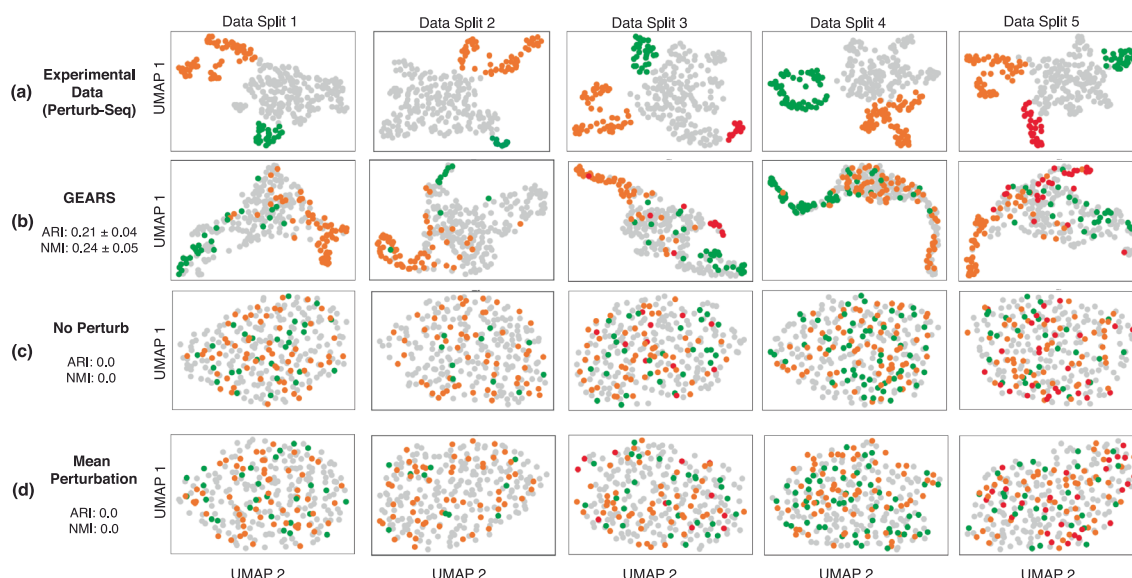 Data Split 1
Data Split 2
Data Split 3
Data Split 4
Data Split 5
(a)
Experimental
Data
(Perturb-Seq)
UMAP 1
(b)
GEARS
ARI: 0.21 ± 0.04
NMI: 0.24 ± 0.05
UMAP 1
(c)
No Perturb
ARI: 0.0
NMI: 0.0
UMAP 1
(d)
Mean
Perturbation
ARI: 0.0
NMI: 0.0
UMAP 1
UMAP 2
UMAP 2
UMAP 2
UMAP 2
UMAP 2